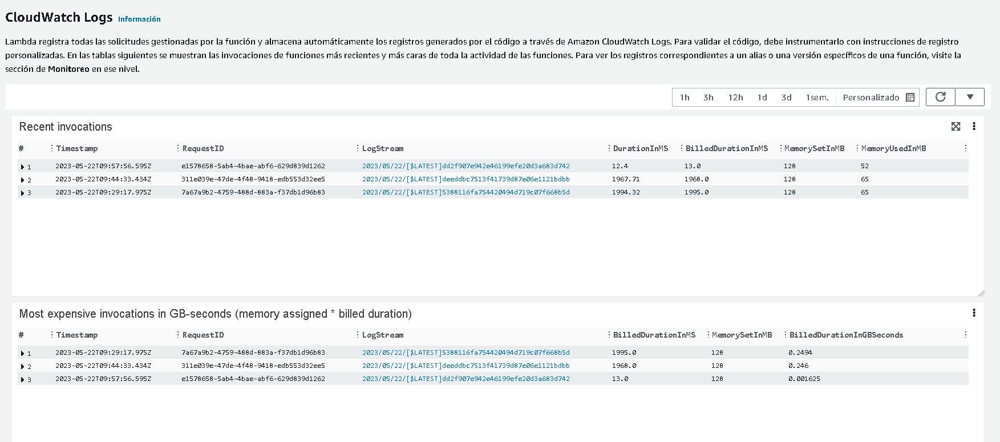 CloudWatch Logs Información
Lambda registra todas las solicitudes gestionadas por la función y almacena automáticamente los registros generados por el código a través de Amazon CloudWatch Logs. Para validar el código, debe instrumentarlo con instrucciones de registro
personalizadas. En las tablas siguientes se muestran las invocaciones de funciones más recientes y más caras de toda la actividad de las funciones. Para ver los registros correspondientes a un alias o una versión específicos de una función, visite la
sección de Monitoreo en ese nivel.
1h 3h 12h 1d 3d 1sem. Personalizado
Recent invocations
# Timestamp RequestID LogStream DurationInMS BilledDurationInMS MemorySetInMB MemoryUsedInMB
1 2023-05-22T09:57:56.595Z e1578658-5ab4-4bae-abf6-629d839d1262 2023/05/22/[$LATEST]dd2f907e942e46199efe20d3a683d742 12.4 13.0 128 52
2 2023-05-22T09:44:33.434Z 311e039e-47de-4f48-9418-edb553d32ee5 2023/05/22/[$LATEST]deeddbc7513f41739d87e06e1121bdbb 1967.71 1968.0 128 65
3 2023-05-22T09:29:17.975Z 7a67a9b2-4759-488d-883a-f37db1d96b83 2023/05/22/[$LATEST]5388116fa754420494d719c07f668b5d 1994.32 1995.0 128 65
Most expensive invocations in GB-seconds (memory assigned * billed duration)
# Timestamp RequestID LogStream BilledDurationInMS MemorySetInMB BilledDurationInGBSeconds
1 2023-05-22T09:29:17.975Z 7a67a9b2-4759-488d-883a-f37db1d96b83 2023/05/22/[$LATEST]5388116fa754420494d719c07f668b5d 1995.0 128 0.2494
2 2023-05-22T09:44:33.434Z 311e039e-47de-4f48-9418-edb553d32ee5 2023/05/22/[$LATEST]deeddbc7513f41739d87e06e1121bdbb 1968.0 128 0.246
3 2023-05-22T09:57:56.595Z e1578658-5ab4-4bae-abf6-629d839d1262 2023/05/22/[$LATEST]dd2f907e942e46199efe20d3a683d742 13.0 128 0.001625